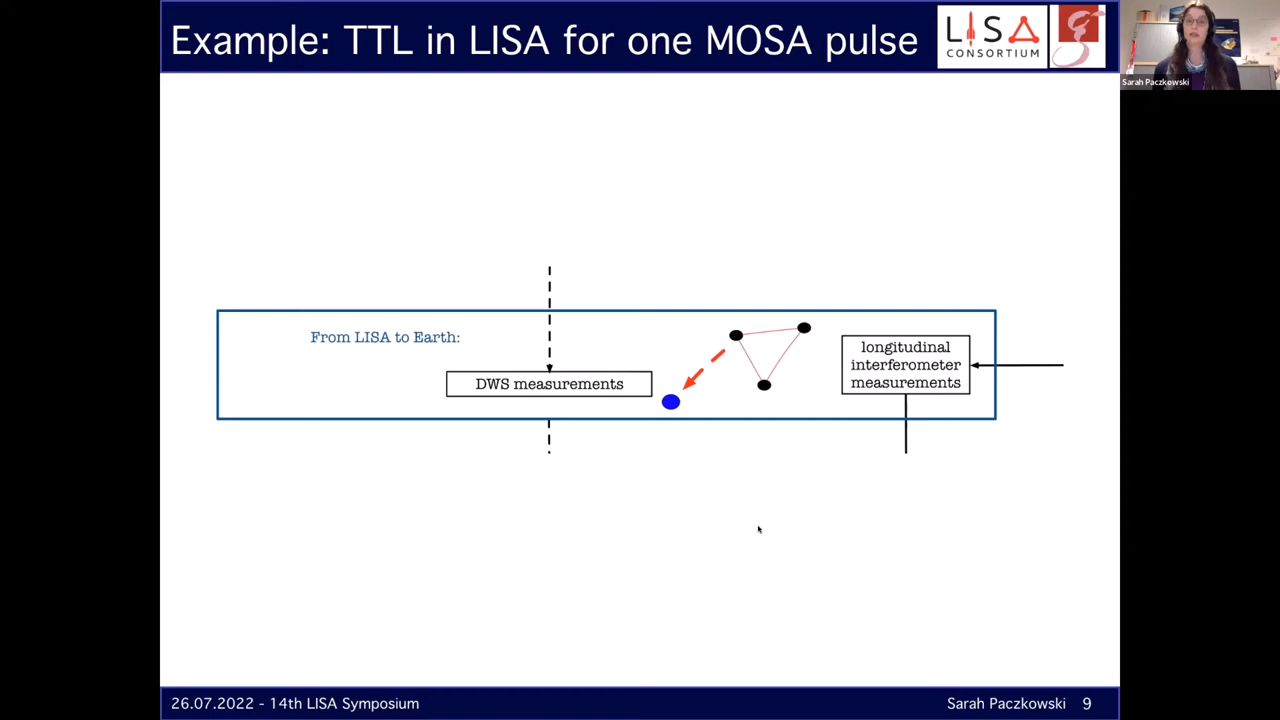 Example: TTL in LISA for one MOSA pulse
LISA
CONSORTIUM
Sarah Paczkowski
From LISA to Earth:
DWS measurements
longitudinal
interferometer
measurements
26.07.2022 - 14th LISA Symposium
Sarah Paczkowski 9